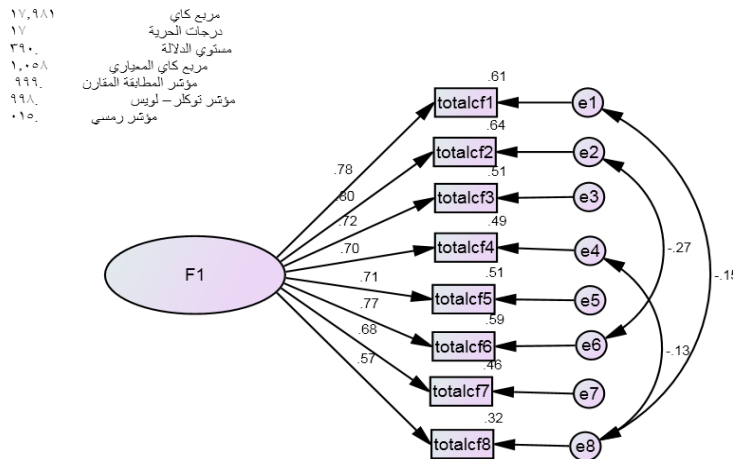 مربع كاي ١٧,٩٨١
درجات الحرية ١٧
مستوي الدلالة .٣٩٠
مربع كاي المعياري ١,٠٥٨
مؤشر المطابقة المقارن .٩٩٩
مؤشر توكلر – لويس .٩٩٨
مؤشر رمسي .٠١٥
.61
totalcf1 e1
.64
totalcf2 e2
.78
.51
.80
totalcf3 e3
.72
.49
.70
totalcf4 e4
-.27
F1
.71
.51
-.15
totalcf5 e5
.77
.59
.68
totalcf6 e6
-.13
.57
.46
totalcf7 e7
.32
totalcf8 e8